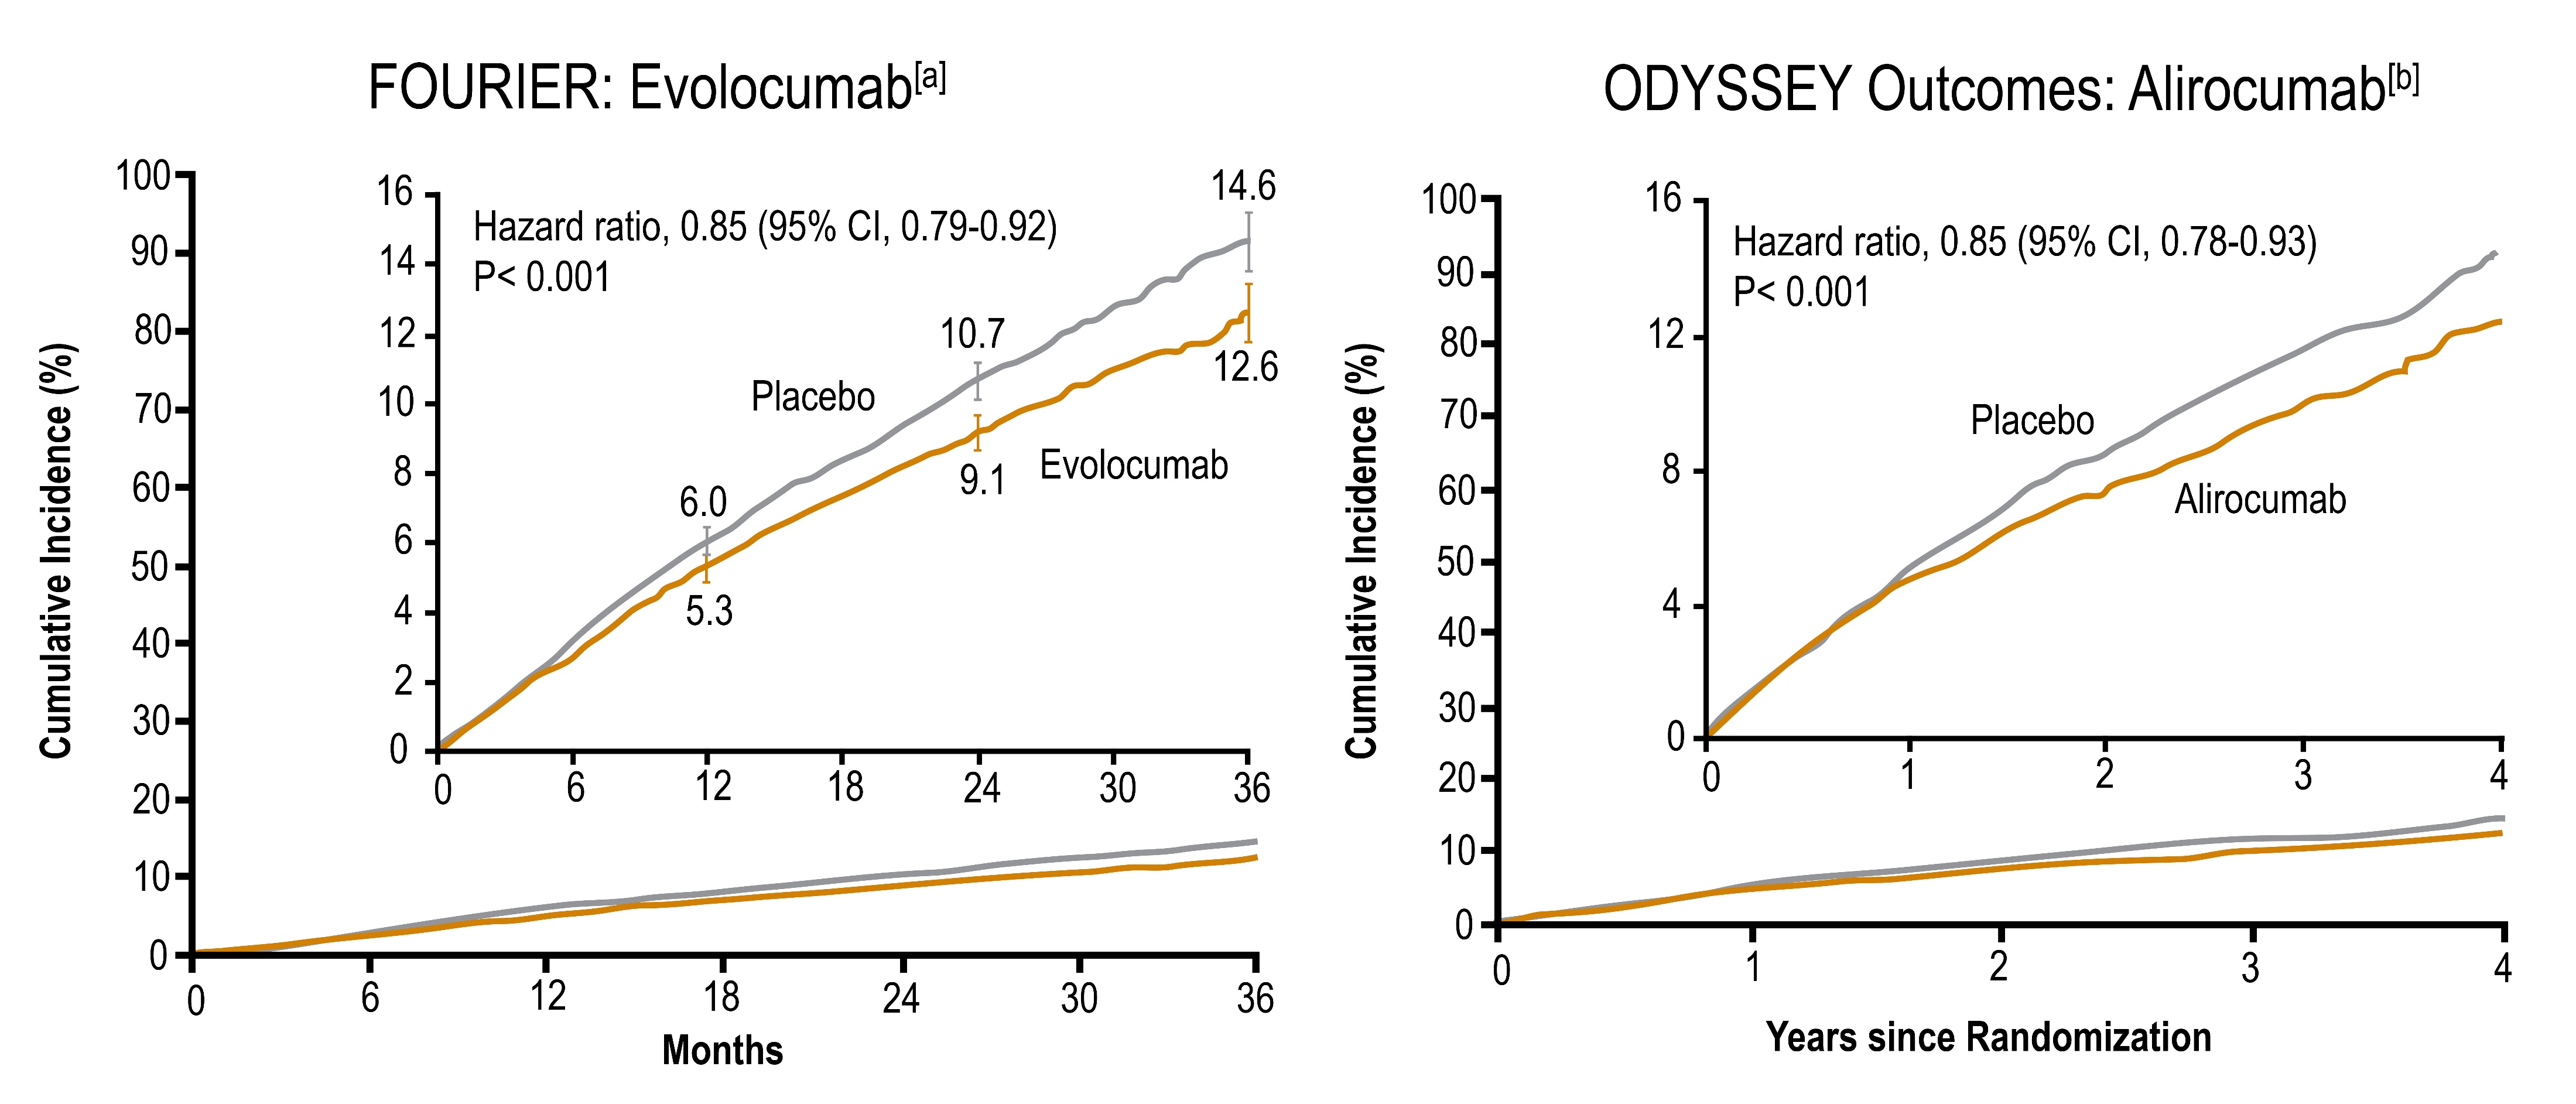 FOURIER: Evolocumab[a]
Cumulative Incidence (%)
100
90
80
70
60
50
40
30
20
10
0
16
14
12
10
8
6
4
2
0
Hazard ratio, 0.85 (95% CI, 0.79-0.92)
P< 0.001
14.6
10.7
12.6
Placebo
Evolocumab
9.1
6.0
5.3
0 6 12 18 24 30 36
0 6 12 18 24 30 36
Months
ODYSSEY Outcomes: Alirocumab[b]
Cumulative Incidence (%)
100
90
80
70
60
50
40
30
20
10
0
16
12
8
4
0
Hazard ratio, 0.85 (95% CI, 0.78-0.93)
P< 0.001
Placebo
Alirocumab
0 1 2 3 4
0 1 2 3 4
Years since Randomization